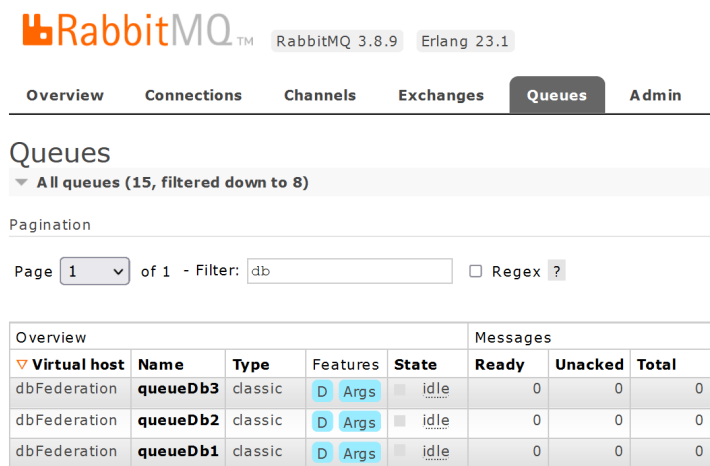 RabbitMQ TM RabbitMQ 3.8.9 Erlang 23.1
Overview Connections Channels Exchanges Queues Admin
Queues
All queues (15, filtered down to 8)
Pagination
Page 1 of 1 - Filter: db Regex ?
Overview Messages
Virtual host Name Type Features State Ready Unacked Total
dbFederation queueDb3 classic D Args idle 0 0 0
dbFederation queueDb2 classic D Args idle 0 0 0
dbFederation queueDb1 classic D Args idle 0 0 0